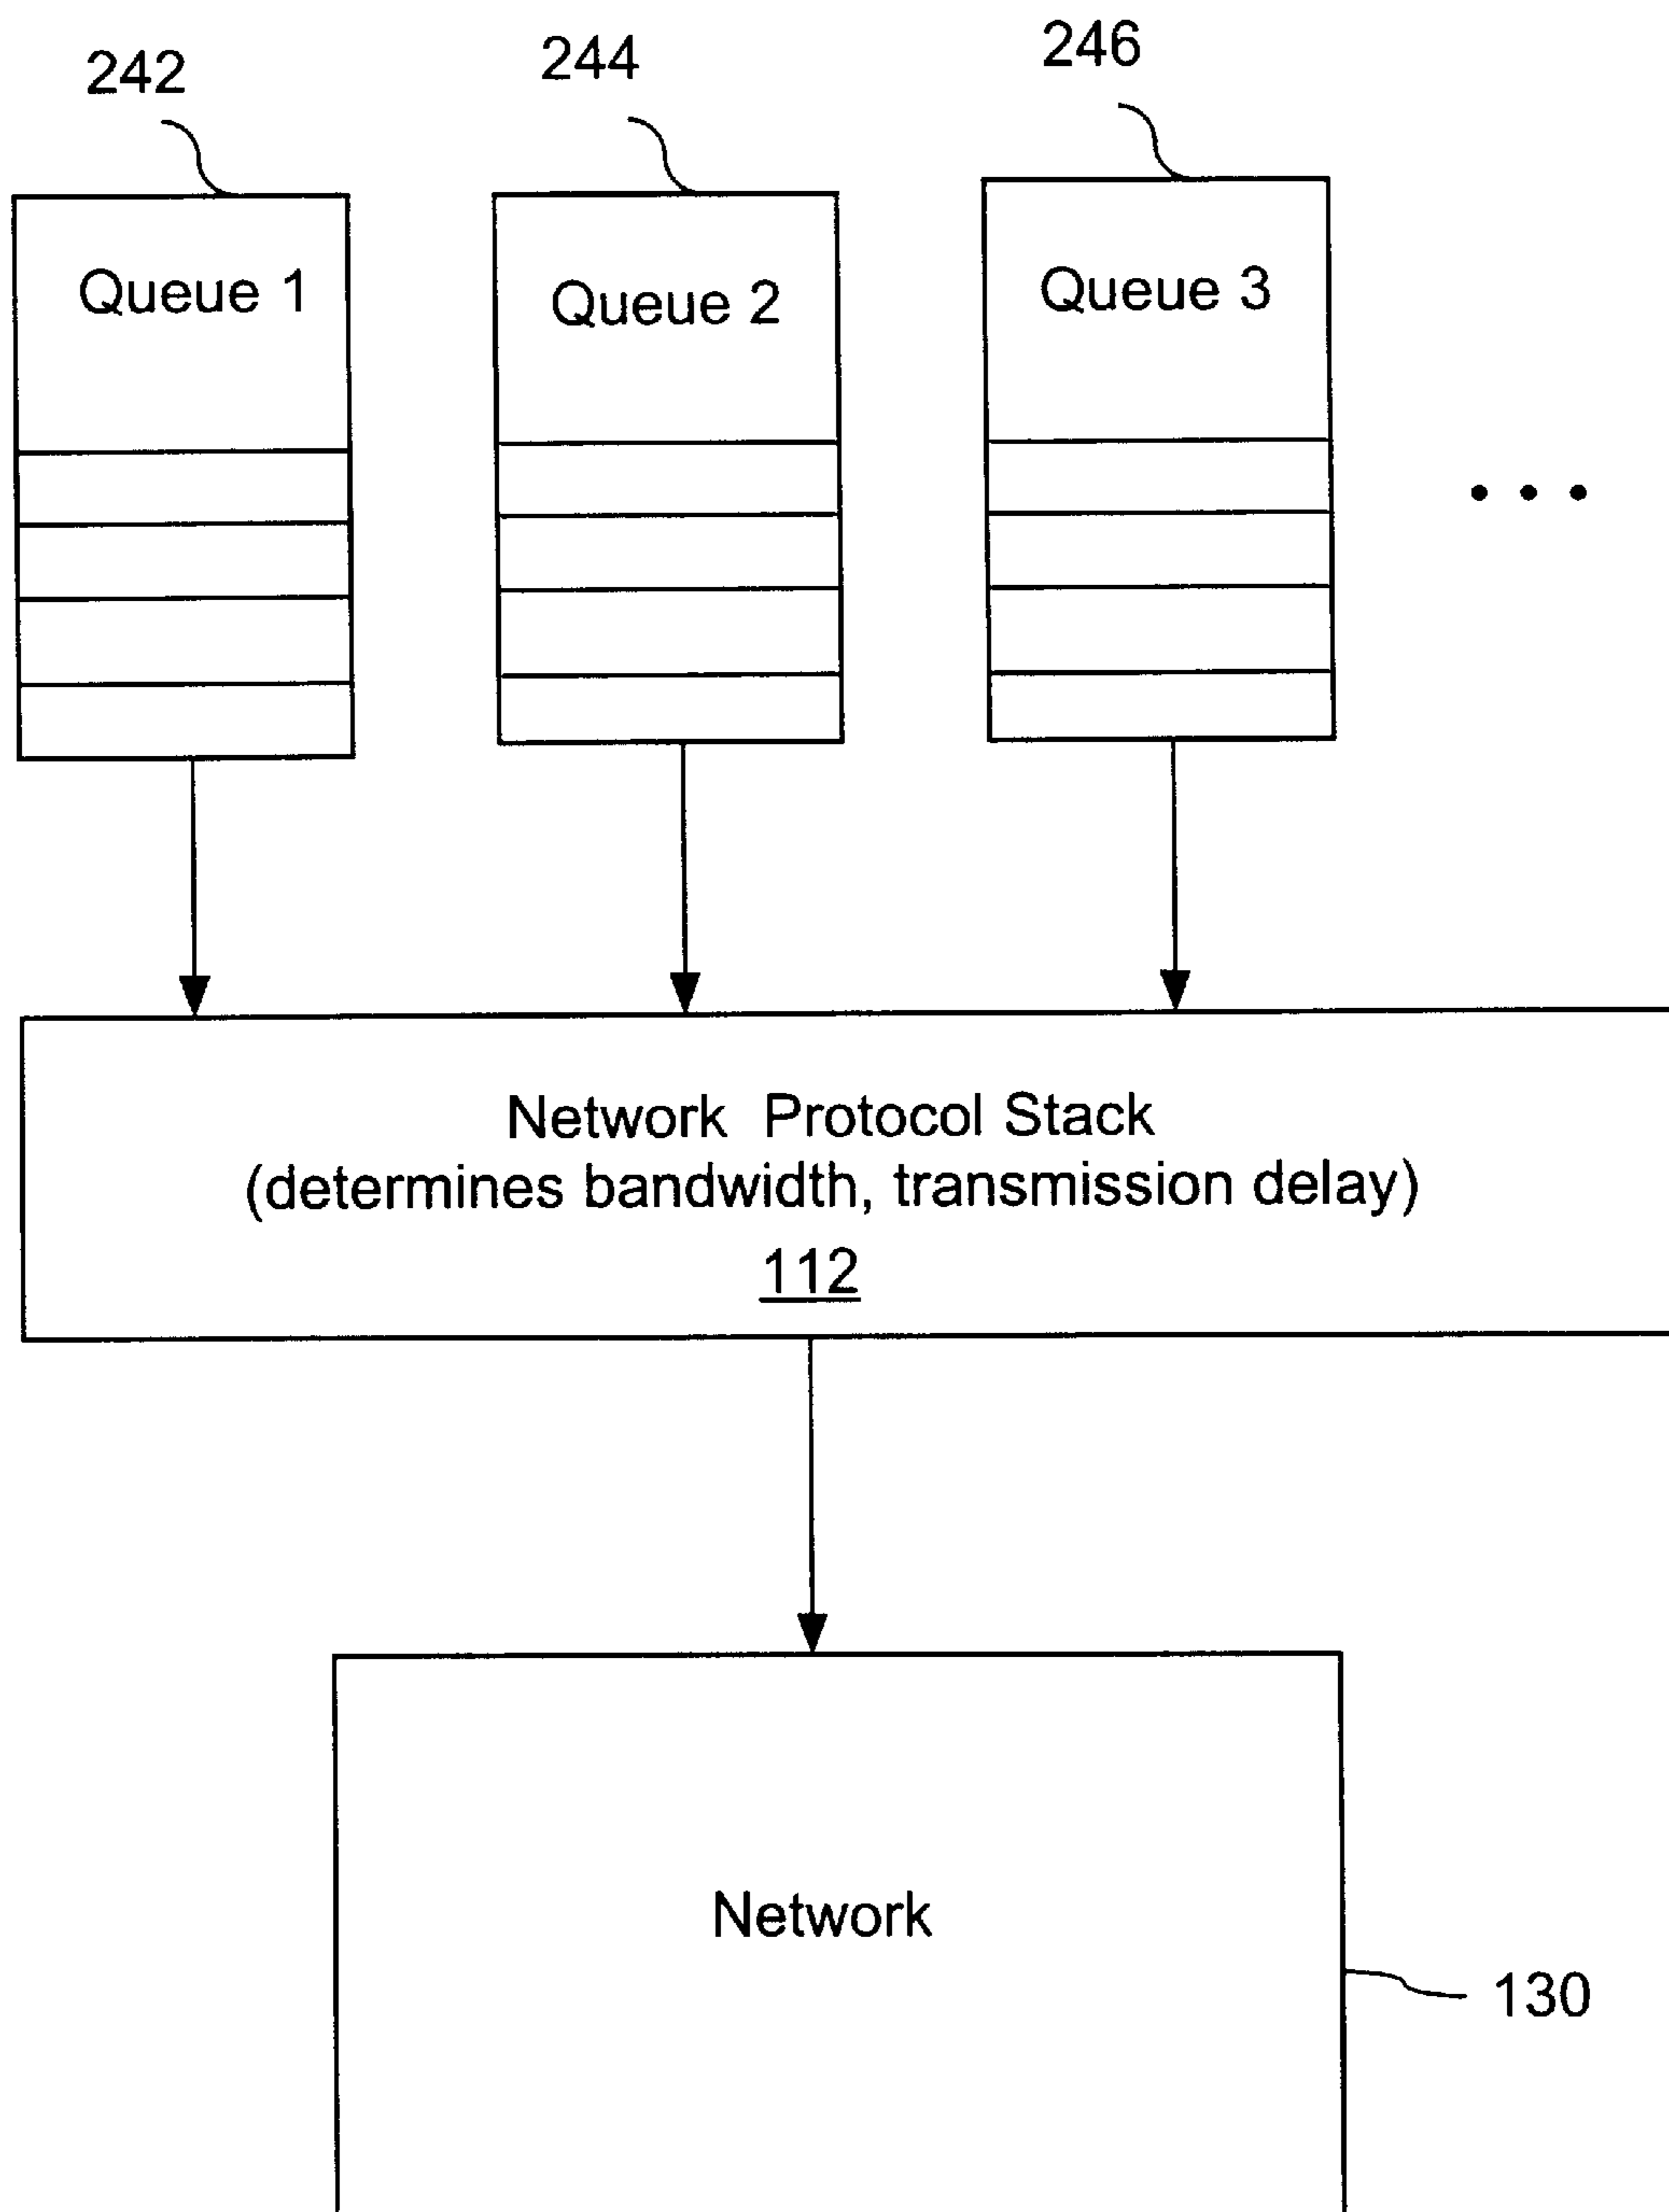 242
244
246
Queue 1
Queue 2
Queue 3
Network Protocol Stack
(determines bandwidth, transmission delay)
112
Network
130